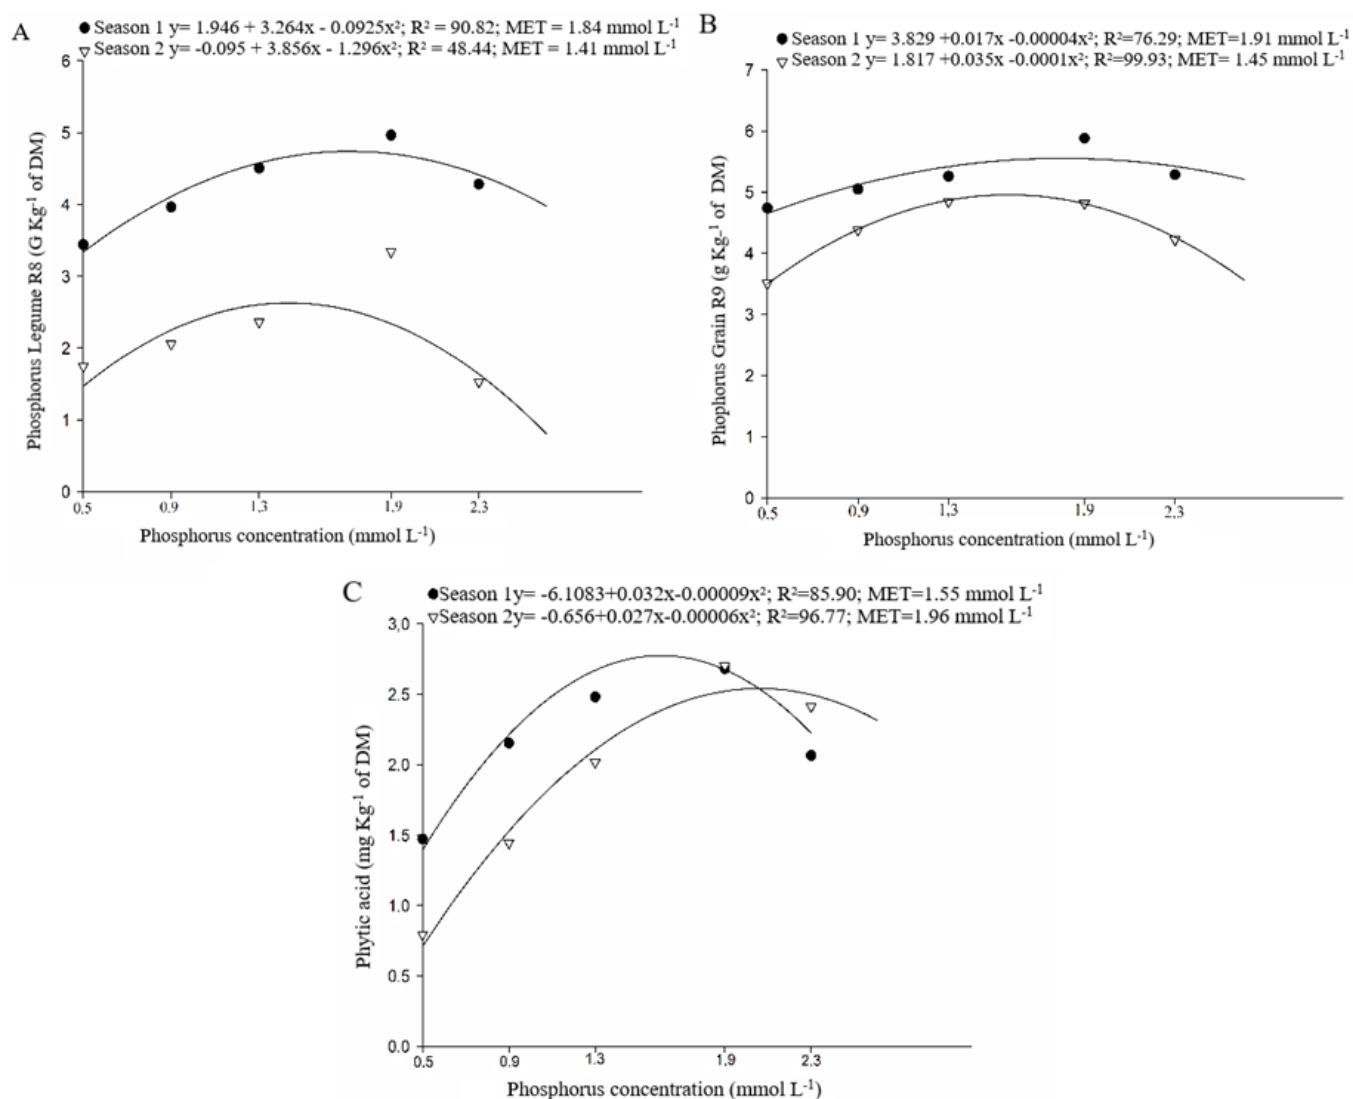 A
Season 1 y= 1.946 + 3.264x - 0.0925x²; R² = 90.82; MET = 1.84 mmol L⁻¹
Season 2 y= -0.095 + 3.856x - 1.296x²; R² = 48.44; MET = 1.41 mmol L⁻¹
6
5
4
3
2
1
0
Phosphorus Legume R8 (G Kg⁻¹ of DM)
0.5 0.9 1.3 1.9 2.3
Phosphorus concentration (mmol L⁻¹)
B
Season 1 y= 3.829 +0.017x -0.00004x²; R²=76.29; MET=1.91 mmol L⁻¹
Season 2 y= 1.817 +0.035x -0.0001x²; R²=99.93; MET= 1.45 mmol L⁻¹
7
6
5
4
3
2
1
0
Phophorus Grain R9 (g Kg⁻¹ of DM)
0.5 0.9 1.3 1.9 2.3
Phosphorus concentration (mmol L⁻¹)
C
Season 1y= -6.1083+0.032x-0.00009x²; R²=85.90; MET=1.55 mmol L⁻¹
Season 2y= -0.656+0.027x-0.00006x²; R²=96.77; MET=1.96 mmol L⁻¹
3,0
2.5
2.0
1.5
1.0
0.5
0.0
Phytic acid (mg Kg⁻¹ of DM)
0.5 0.9 1.3 1.9 2.3
Phosphorus concentration (mmol L⁻¹)